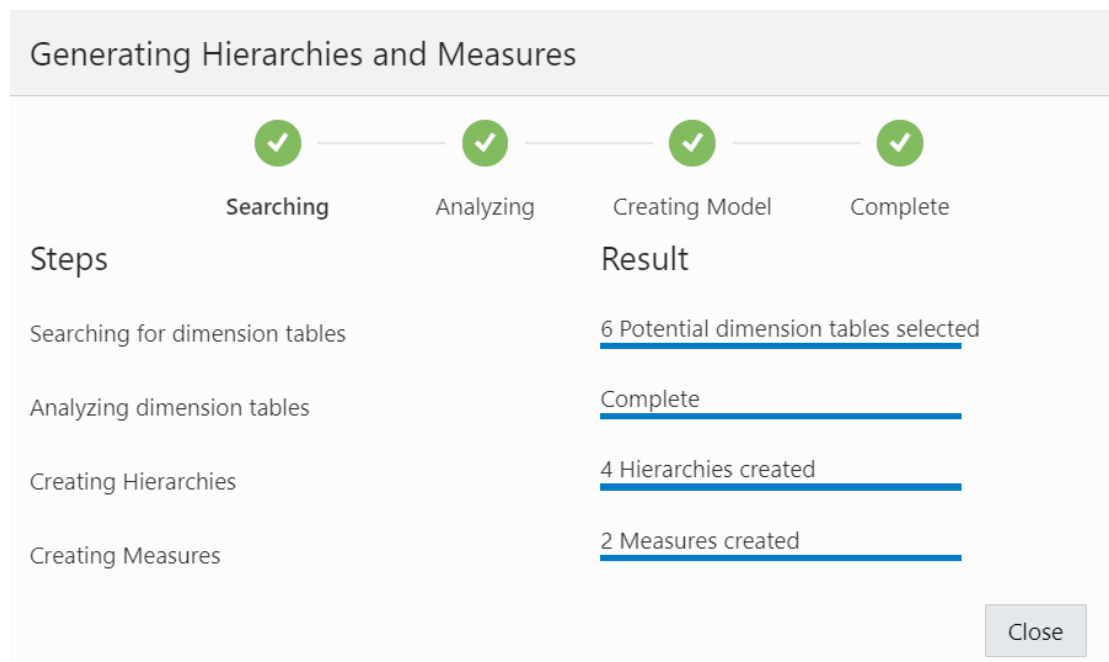 Generating Hierarchies and Measures
Searching
Analyzing
Creating Model
Complete
Steps
Result
Searching for dimension tables
6 Potential dimension tables selected
Analyzing dimension tables
Complete
Creating Hierarchies
4 Hierarchies created
Creating Measures
2 Measures created
Close